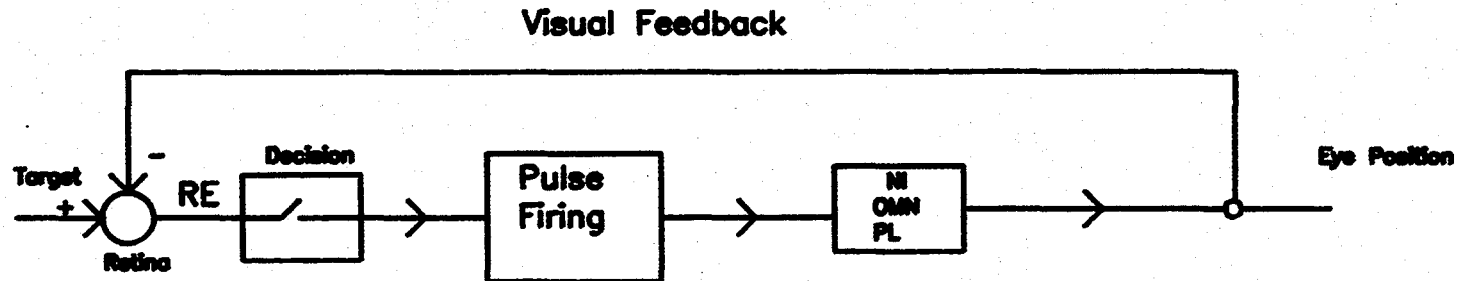 Visual Feedback
Target
+
-
Retina
RE
Decision
Pulse
Firing
NI
OMN
PL
Eye Position